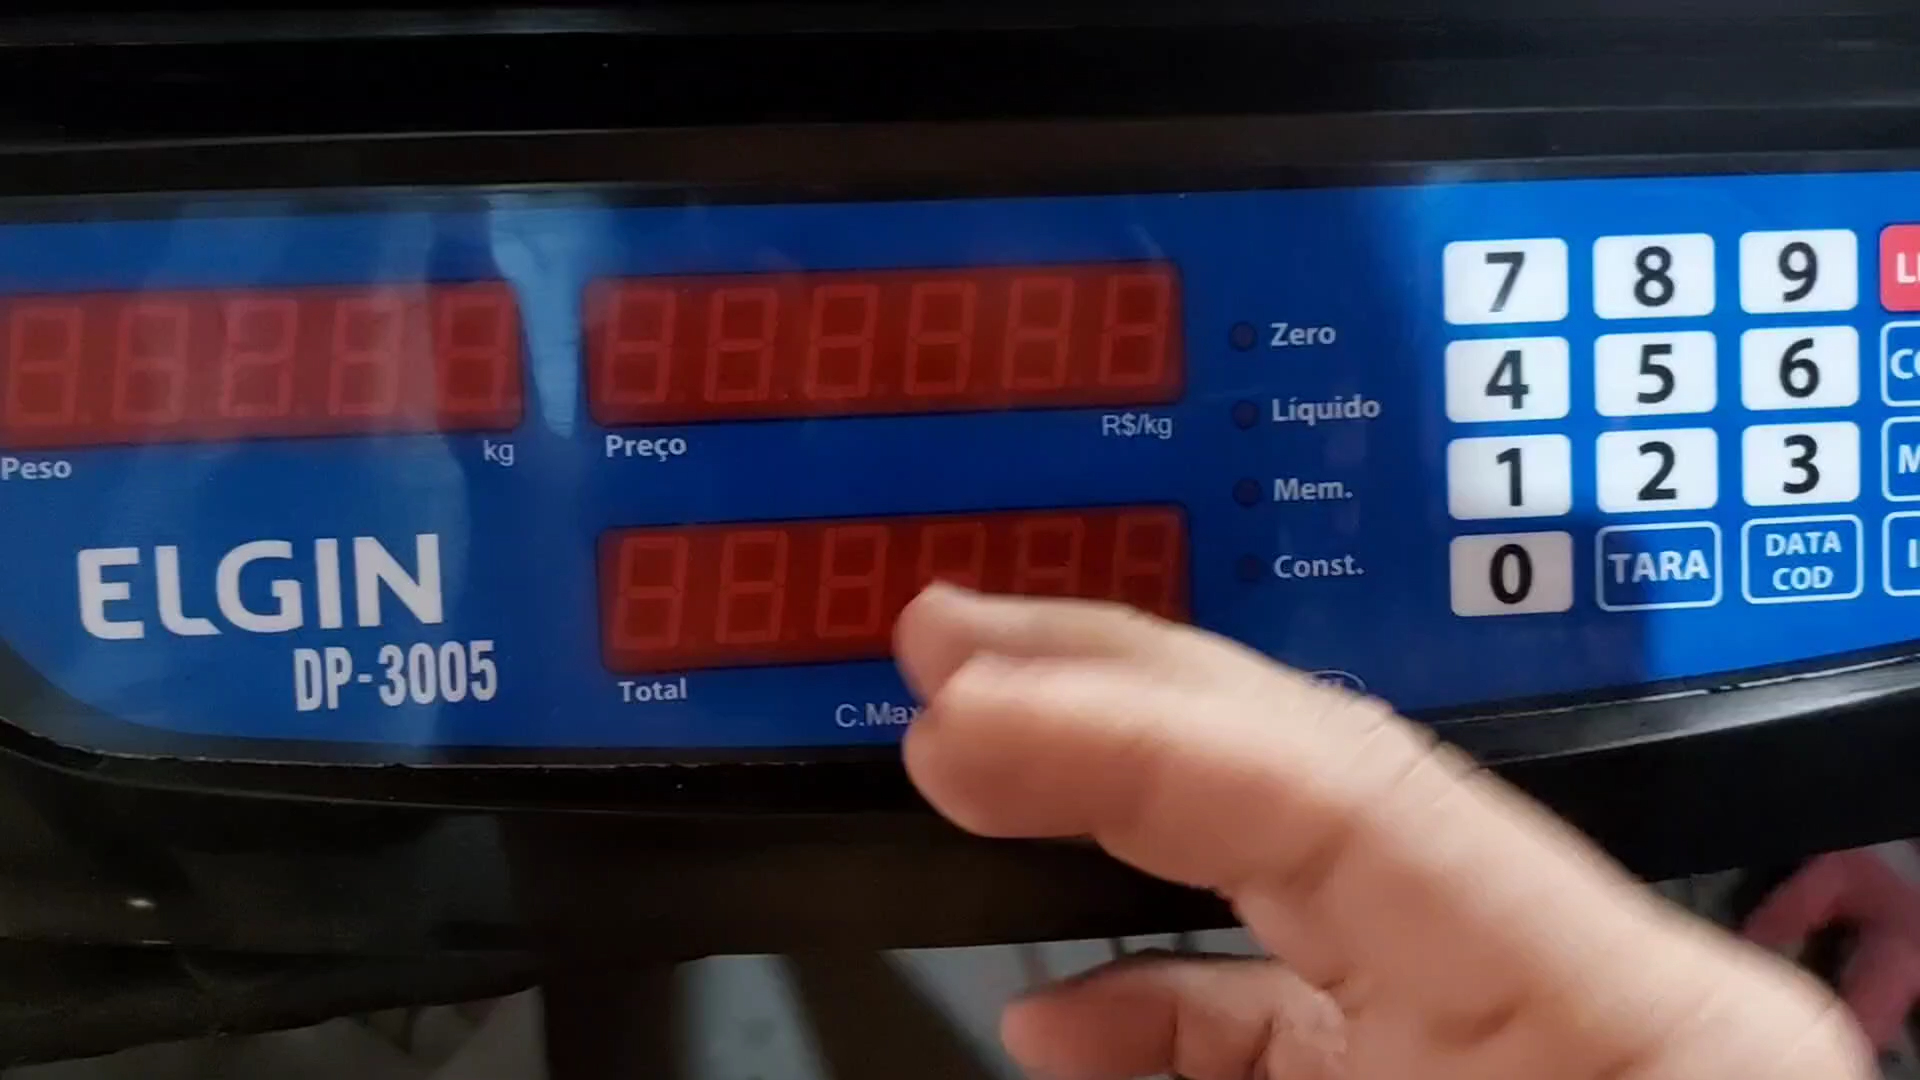 Peso
kg
Preço
R$/kg
Total
C.Max
ELGIN
DP-3005
Zero
Líquido
Mem.
Const.
7 8 9
4 5 6
1 2 3
0 TARA DATA COD